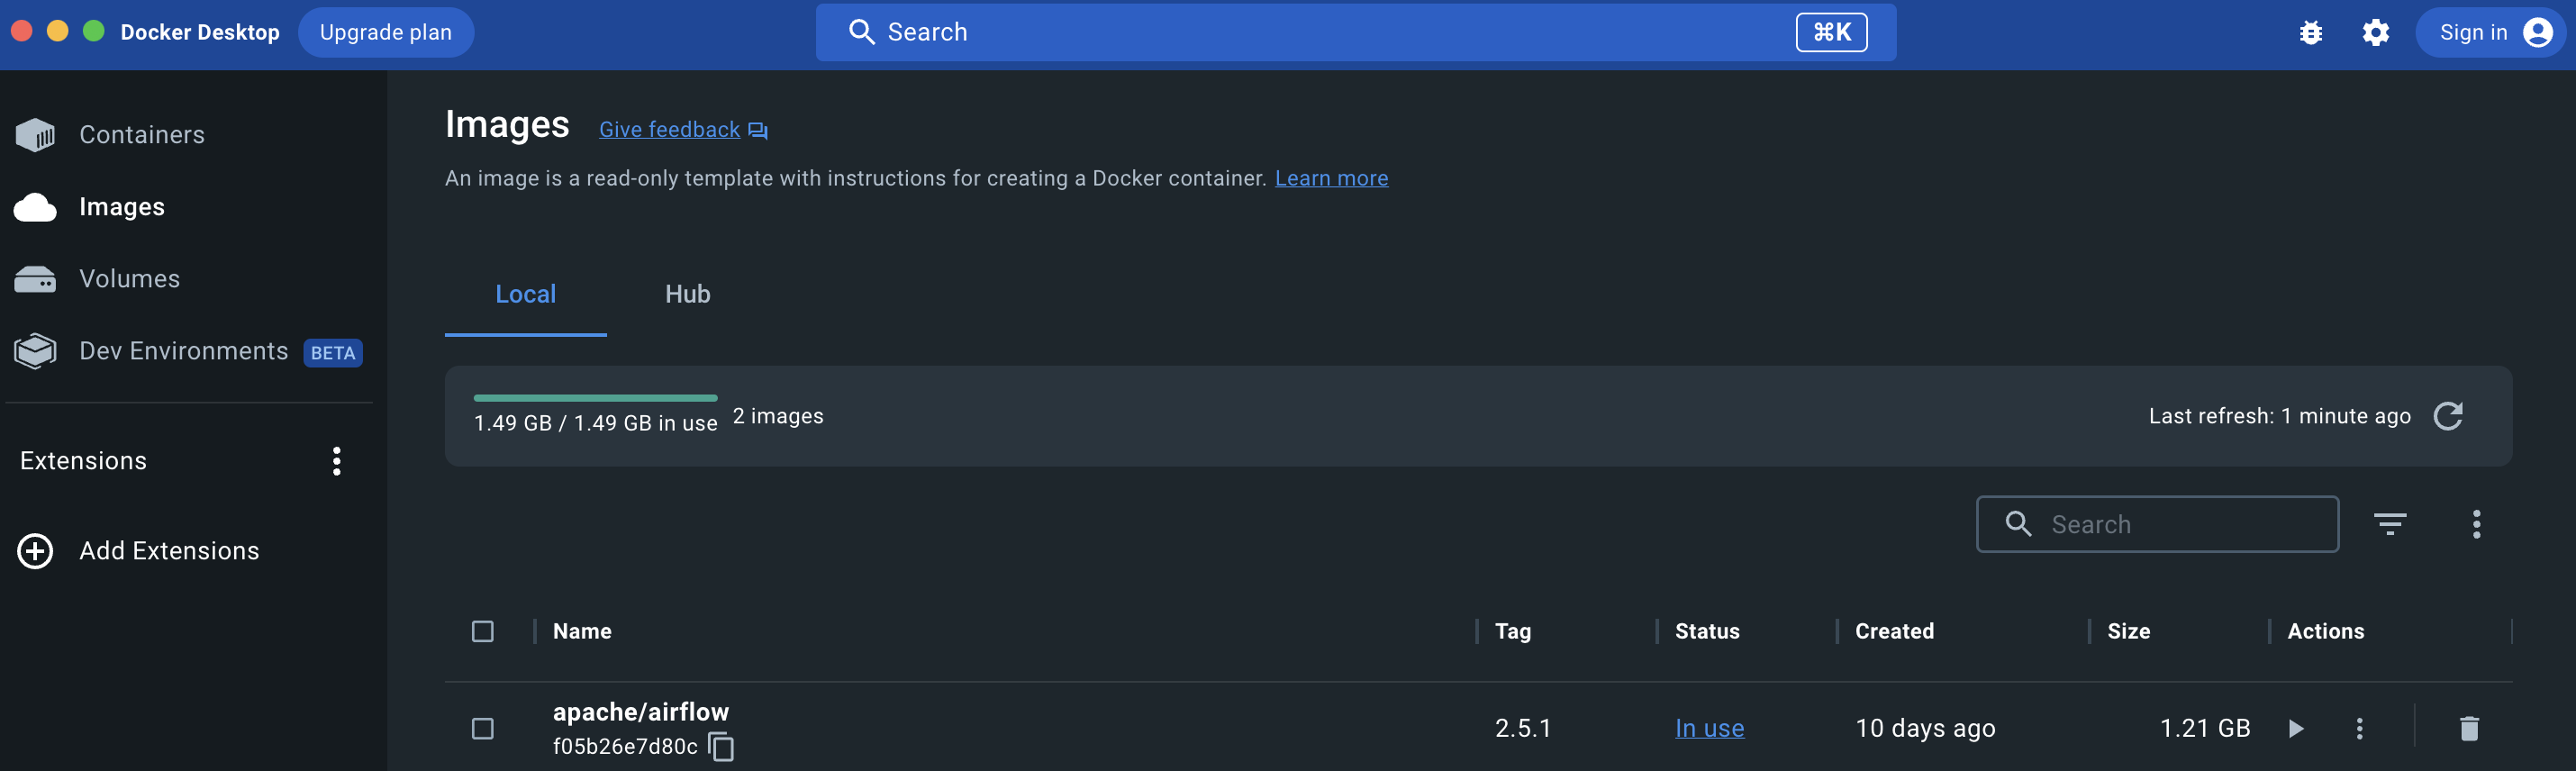 Docker Desktop Upgrade plan Search ⌘K Sign in
Containers
Images
Volumes
Dev Environments BETA
Extensions
Add Extensions
Images Give feedback
An image is a read-only template with instructions for creating a Docker container. Learn more
Local Hub
1.49 GB / 1.49 GB in use 2 images Last refresh: 1 minute ago
Search
Name Tag Status Created Size Actions
apache/airflow 2.5.1 In use 10 days ago 1.21 GB
f05b26e7d80c